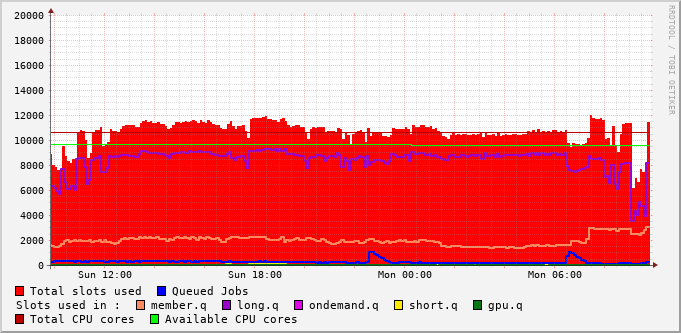 20000
18000
16000
14000
12000
10000
8000
6000
4000
2000
0
Sun 12:00 Sun 18:00 Mon 00:00 Mon 06:00
RRDTOOL / TOBI OETIKER
Total slots used Queued Jobs
Slots used in : member.q long.q ondemand.q short.q gpu.q
Total CPU cores Available CPU cores